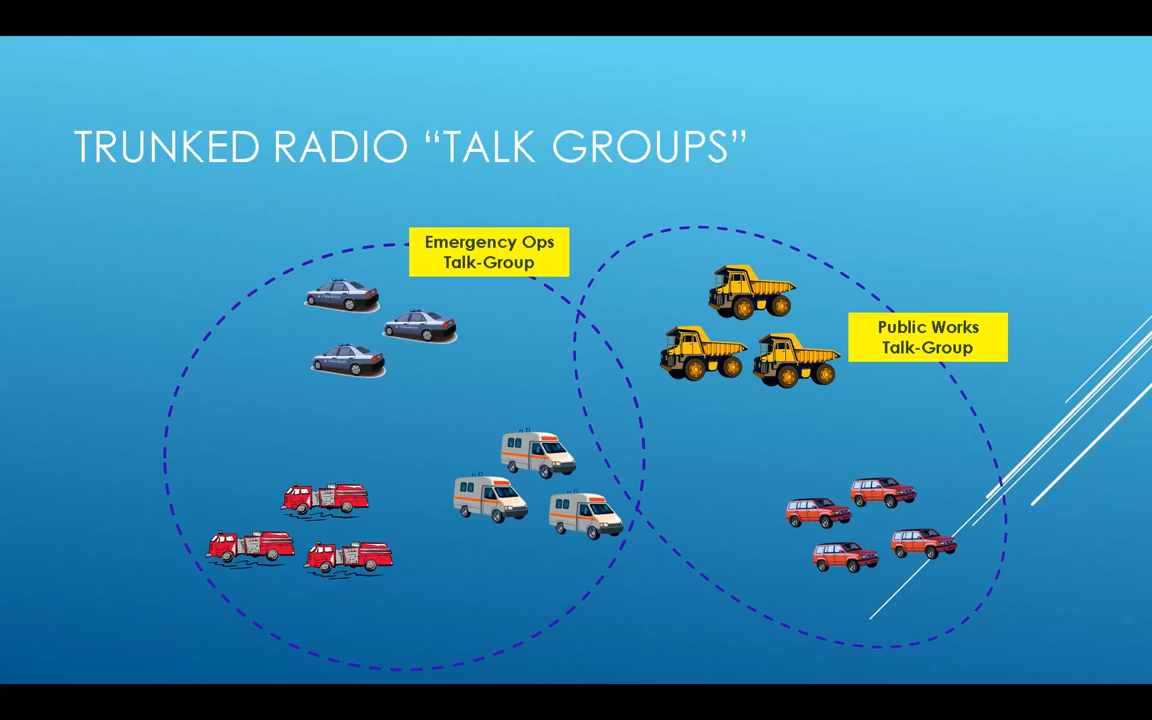 TRUNKED RADIO “TALK GROUPS”
Emergency Ops
Talk-Group
Public Works
Talk-Group